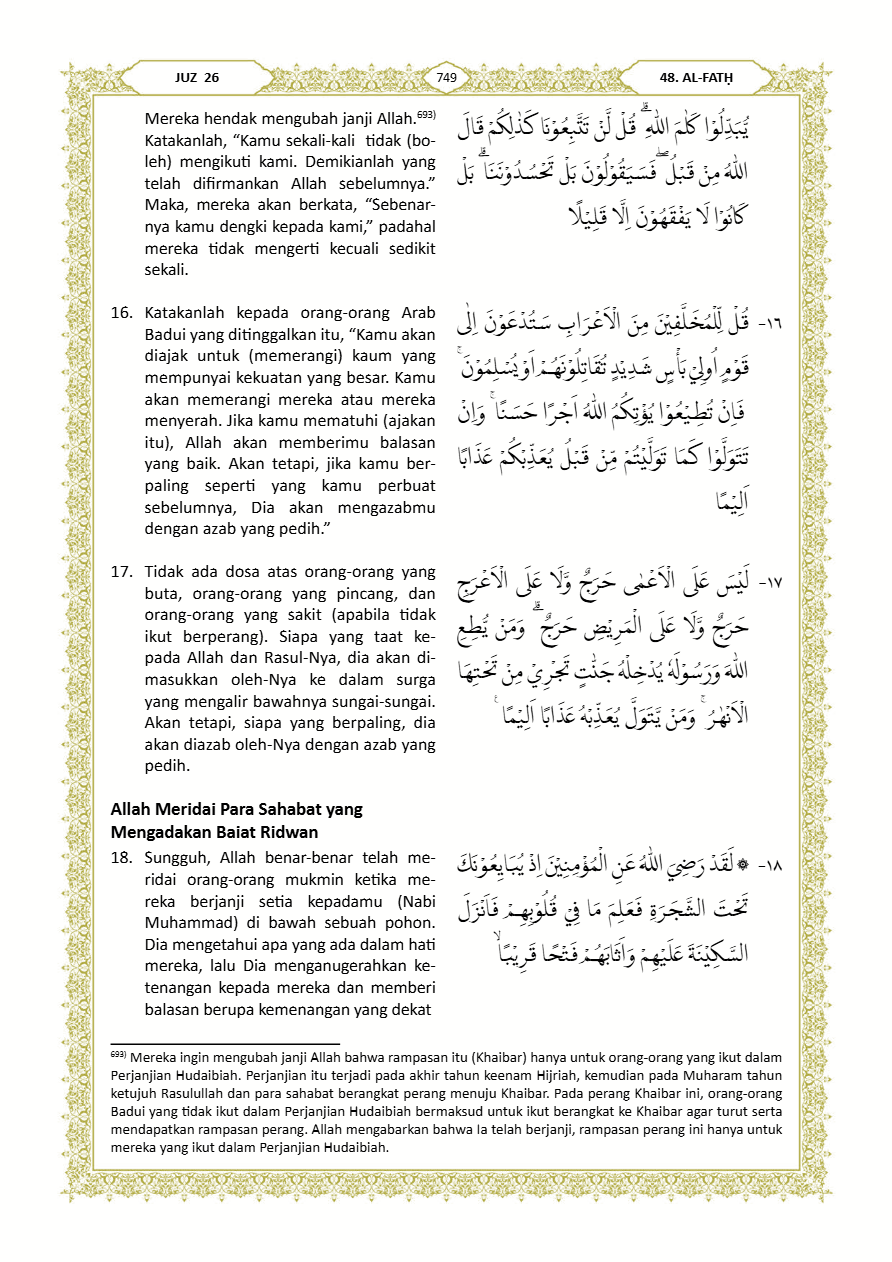 JUZ 26
749
48. AL-FATḤ
Mereka hendak mengubah janji Allah.⁶⁹³⁾
Katakanlah, “Kamu sekali-kali tidak (bo-
leh) mengikuti kami. Demikianlah yang
telah difirmankan Allah sebelumnya.”
Maka, mereka akan berkata, “Sebenar-
nya kamu dengki kepada kami,” padahal
mereka tidak mengerti kecuali sedikit
sekali.
يُّبَدِّلُوْا كَلٰمَ اللّٰهِ ۗ قُلْ لَّنْ تَتَّبِعُوْنَا كَذٰلِكُمْ قَالَ
اللّٰهُ مِنْ قَبْلُ ۖ فَسَيَقُوْلُوْنَ بَلْ تَحْسُدُوْنَنَا ۗ بَلْ
كَانُوْا لَا يَفْقَهُوْنَ اِلَّا قَلِيْلًا
16. Katakanlah kepada orang-orang Arab
Badui yang ditinggalkan itu, “Kamu akan
diajak untuk (memerangi) kaum yang
mempunyai kekuatan yang besar. Kamu
akan memerangi mereka atau mereka
menyerah. Jika kamu mematuhi (ajakan
itu), Allah akan memberimu balasan
yang baik. Akan tetapi, jika kamu ber-
paling seperti yang kamu perbuat
sebelumnya, Dia akan mengazabmu
dengan azab yang pedih.”
١٦- قُلْ لِّلْمُخَلَّفِيْنَ مِنَ الْاَعْرَابِ سَتُدْعَوْنَ اِلٰى
قَوْمٍ اُولِيْ بَأْسٍ شَدِيْدٍ تُقَاتِلُوْنَهُمْ اَوْ يُسْلِمُوْنَ ۚ
فَاِنْ تُطِيْعُوْا يُؤْتِكُمُ اللّٰهُ اَجْرًا حَسَنًا ۚ وَاِنْ
تَتَوَلَّوْا كَمَا تَوَلَّيْتُمْ مِّنْ قَبْلُ يُعَذِّبْكُمْ عَذَابًا
اَلِيْمًا
17. Tidak ada dosa atas orang-orang yang
buta, orang-orang yang pincang, dan
orang-orang yang sakit (apabila tidak
ikut berperang). Siapa yang taat ke-
pada Allah dan Rasul-Nya, dia akan di-
masukkan oleh-Nya ke dalam surga
yang mengalir bawahnya sungai-sungai.
Akan tetapi, siapa yang berpaling, dia
akan diazab oleh-Nya dengan azab yang
pedih.
١٧- لَيْسَ عَلَى الْاَعْمٰى حَرَجٌ وَّلَا عَلَى الْاَعْرَجِ
حَرَجٌ وَّلَا عَلَى الْمَرِيْضِ حَرَجٌ ۗ وَمَنْ يُّطِعِ
اللّٰهَ وَرَسُوْلَهٗ يُدْخِلْهُ جَنّٰتٍ تَجْرِيْ مِنْ تَحْتِهَا
الْاَنْهٰرُ ۚ وَمَنْ يَّتَوَلَّ يُعَذِّبْهُ عَذَابًا اَلِيْمًا ࣖ
Allah Meridai Para Sahabat yang
Mengadakan Baiat Ridwan
18. Sungguh, Allah benar-benar telah me-
ridai orang-orang mukmin ketika me-
reka berjanji setia kepadamu (Nabi
Muhammad) di bawah sebuah pohon.
Dia mengetahui apa yang ada dalam hati
mereka, lalu Dia menganugerahkan ke-
tenangan kepada mereka dan memberi
balasan berupa kemenangan yang dekat
١٨- ۞ لَقَدْ رَضِيَ اللّٰهُ عَنِ الْمُؤْمِنِيْنَ اِذْ يُبَايِعُوْنَكَ
تَحْتَ الشَّجَرَةِ فَعَلِمَ مَا فِيْ قُلُوْبِهِمْ فَاَنْزَلَ
السَّكِيْنَةَ عَلَيْهِمْ وَاَثَابَهُمْ فَتْحًا قَرِيْبًاۙ
⁶⁹³⁾ Mereka ingin mengubah janji Allah bahwa rampasan itu (Khaibar) hanya untuk orang-orang yang ikut dalam
Perjanjian Hudaibiah. Perjanjian itu terjadi pada akhir tahun keenam Hijriah, kemudian pada Muharam tahun
ketujuh Rasulullah dan para sahabat berangkat perang menuju Khaibar. Pada perang Khaibar ini, orang-orang
Badui yang tidak ikut dalam Perjanjian Hudaibiah bermaksud untuk ikut berangkat ke Khaibar agar turut serta
mendapatkan rampasan perang. Allah mengabarkan bahwa Ia telah berjanji, rampasan perang ini hanya untuk
mereka yang ikut dalam Perjanjian Hudaibiah.